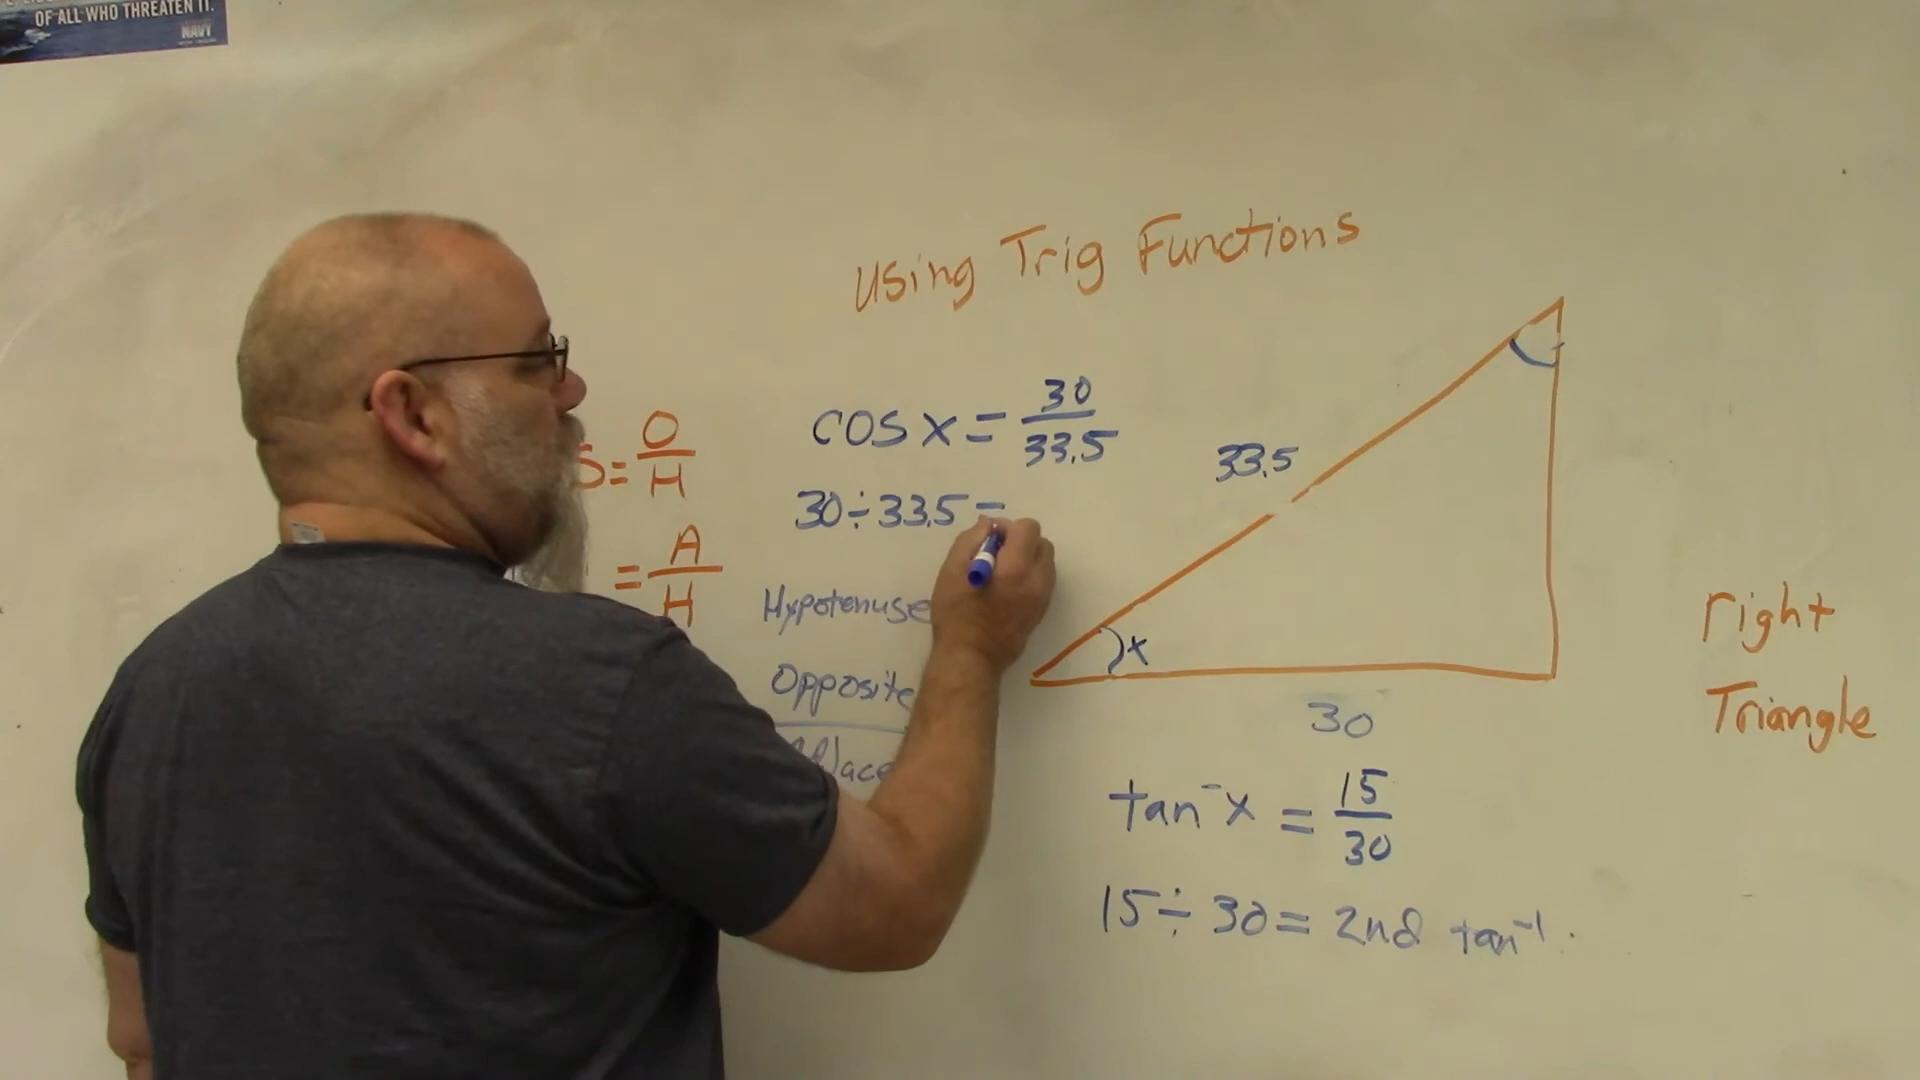 OF ALL WHO THREATEN IT.
NAVY
Using Trig Functions
S = O/H
= A/H
cos x = 30/33.5
30 ÷ 33.5 =
Hypotenuse
Opposite
33.5
x
30
tan⁻x = 15/30
15 ÷ 30 = 2nd tan⁻¹.
right
Triangle